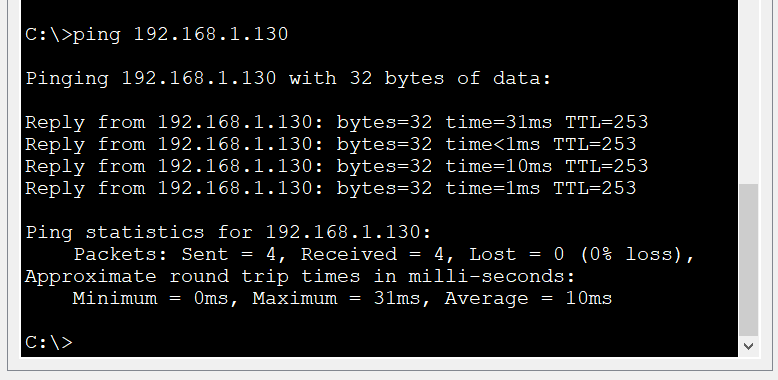 C:\>ping 192.168.1.130
Pinging 192.168.1.130 with 32 bytes of data:
Reply from 192.168.1.130: bytes=32 time=31ms TTL=253
Reply from 192.168.1.130: bytes=32 time<1ms TTL=253
Reply from 192.168.1.130: bytes=32 time=10ms TTL=253
Reply from 192.168.1.130: bytes=32 time=1ms TTL=253
Ping statistics for 192.168.1.130:
    Packets: Sent = 4, Received = 4, Lost = 0 (0% loss),
Approximate round trip times in milli-seconds:
    Minimum = 0ms, Maximum = 31ms, Average = 10ms
C:\>